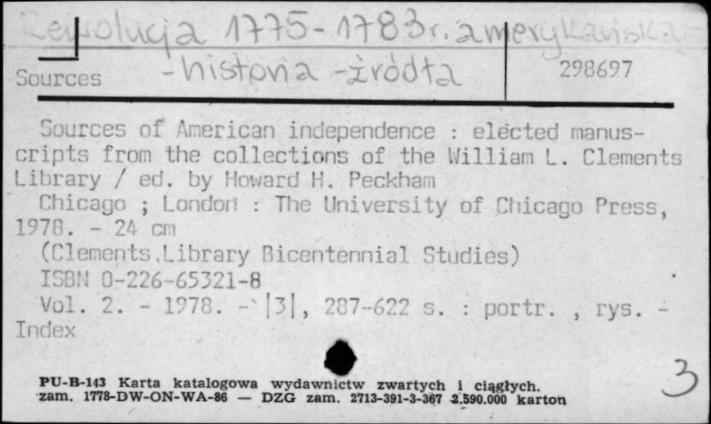 Rewolucja 1775-1783r. amerykańska -
-historia -źródła
Sources 298697
Sources of American independence : elected manus-
cripts from the collections of the William L. Clements
Library / ed. by Howard H. Peckham
Chicago ; London : The University of Chicago Press,
1978. - 24 cm
(Clements Library Bicentennial Studies)
ISBN 0-226-65321-8
Vol. 2. - 1978. - |3|, 287-622 s. : portr. , rys. -
Index
3
PU-B-143 Karta katalogowa wydawnictw zwartych i ciągłych.
zam. 1778-DW-ON-WA-86 — DZG zam. 2713-391-3-367 2.590.000 karton